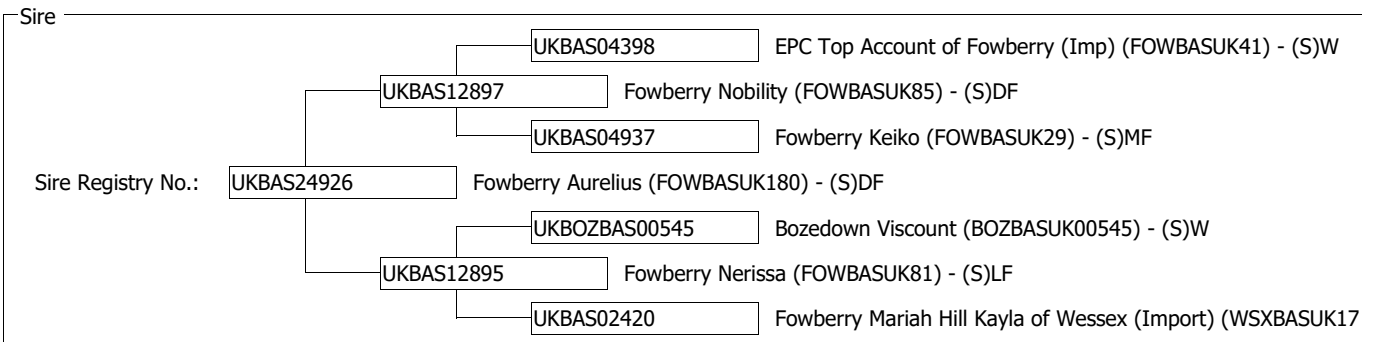 Sire
UKBAS04398 EPC Top Account of Fowberry (Imp) (FOWBASUK41) - (S)W
UKBAS12897 Fowberry Nobility (FOWBASUK85) - (S)DF
UKBAS04937 Fowberry Keiko (FOWBASUK29) - (S)MF
Sire Registry No.: UKBAS24926 Fowberry Aurelius (FOWBASUK180) - (S)DF
UKBOZBAS00545 Bozedown Viscount (BOZBASUK00545) - (S)W
UKBAS12895 Fowberry Nerissa (FOWBASUK81) - (S)LF
UKBAS02420 Fowberry Mariah Hill Kayla of Wessex (Import) (WSXBASUK17